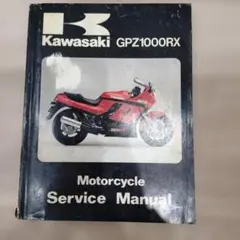 Kawasaki GPZ1000RX
Motorcycle
Service Manual